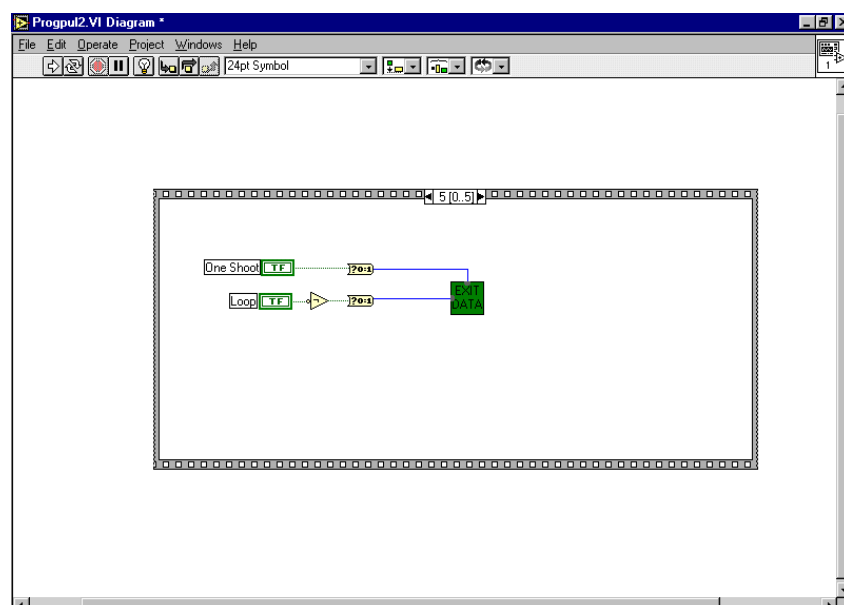 Progpul2.VI Diagram *
File Edit Operate Project Windows Help
24pt Symbol
1
5 [0..5]
One Shoot TF ?0:1
EXIT
Loop TF ?0:1
DATA